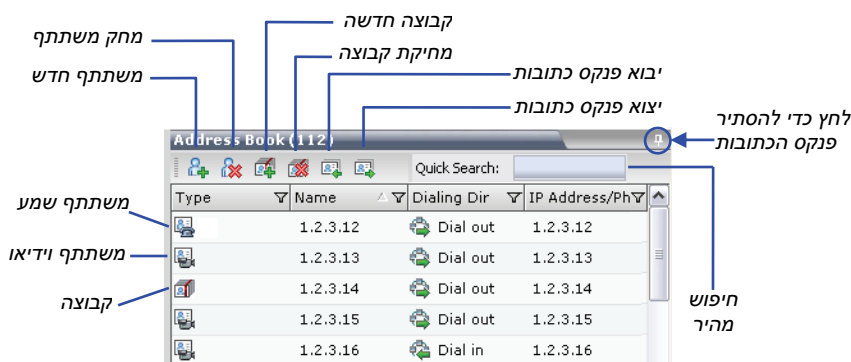 קבוצה חדשה
מחק משתתף
מחיקת קבוצה
משתתף חדש
יבוא פנקס כתובות
יצוא פנקס כתובות
לחץ כדי להסתיר
פנקס הכתובות
Address Book (112)
Quick Search:
Type Name Dialing Dir IP Address/Ph
משתתף שמע
1.2.3.12 Dial out 1.2.3.12
משתתף וידיאו
1.2.3.13 Dial out 1.2.3.13
קבוצה
1.2.3.14 Dial out 1.2.3.14
חיפוש
מהיר
1.2.3.15 Dial out 1.2.3.15
1.2.3.16 Dial in 1.2.3.16